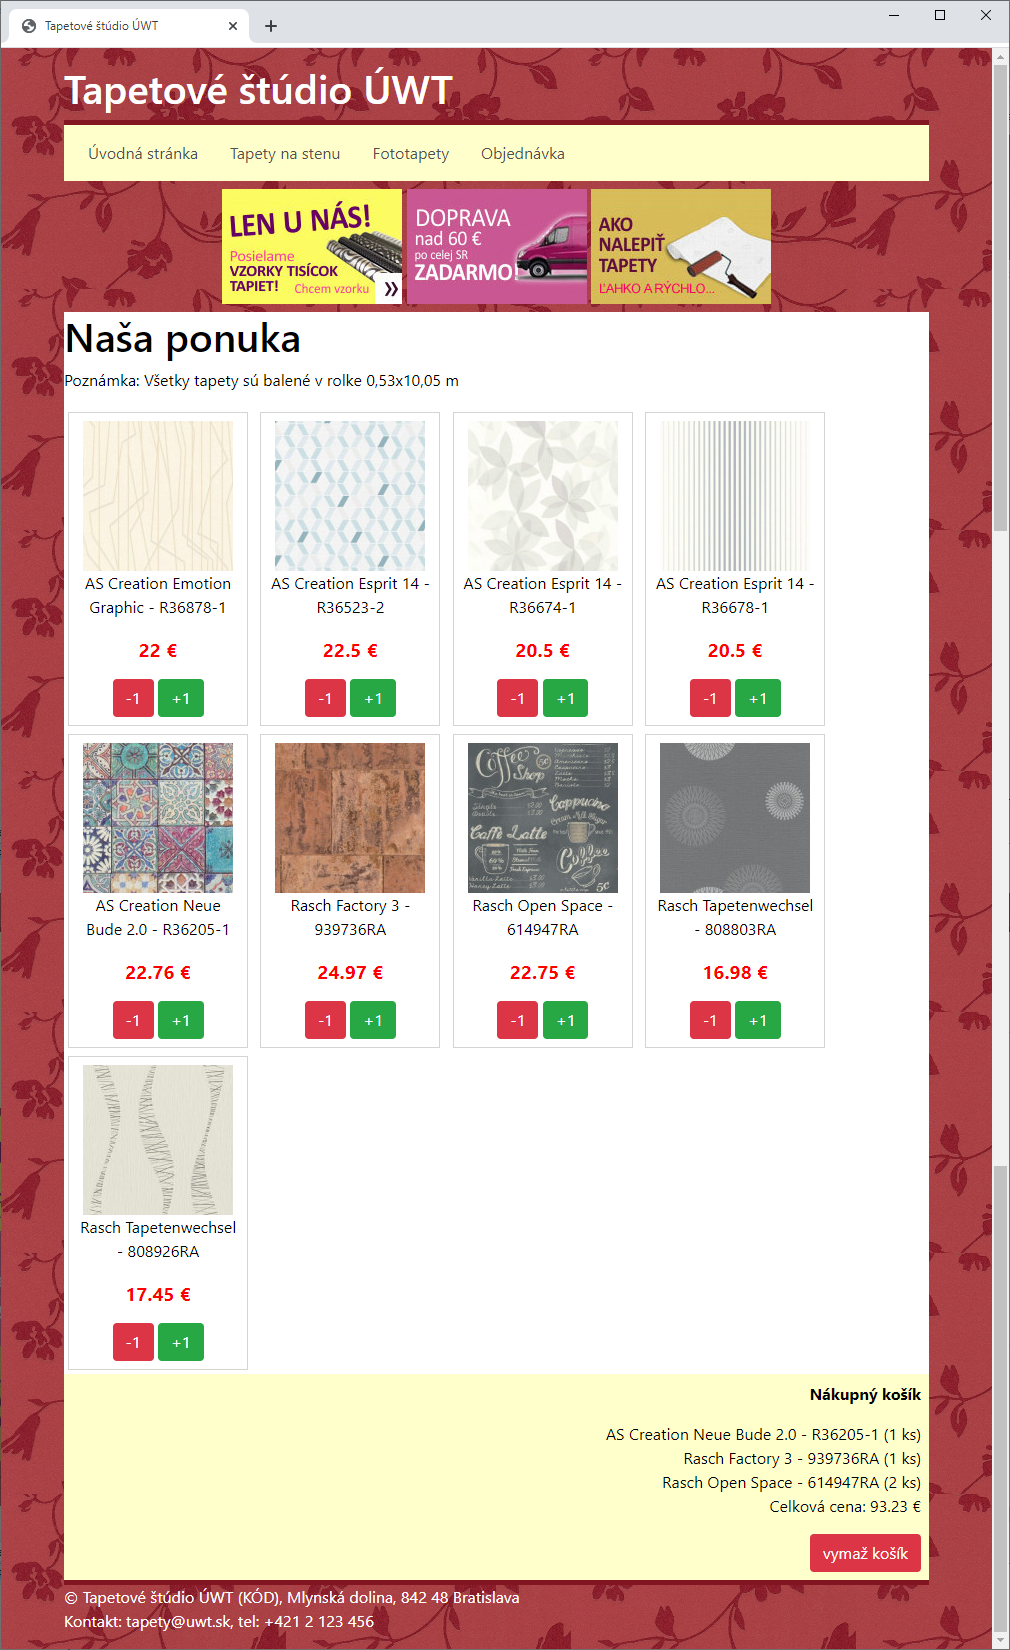 Tapetové štúdio ÚWT
Tapetové štúdio ÚWT
Úvodná stránka Tapety na stenu Fototapety Objednávka
LEN U NÁS!
Posielame
VZORKY TISÍCOK
TAPIET! Chcem vzorku »
DOPRAVA
nad 60 €
po celej SR
ZADARMO!
AKO
NALEPIŤ
TAPETY
ĽAHKO A RÝCHLO...
Naša ponuka
Poznámka: Všetky tapety sú balené v rolke 0,53x10,05 m
AS Creation Emotion
Graphic - R36878-1
22 €
-1 +1
AS Creation Esprit 14 -
R36523-2
22.5 €
-1 +1
AS Creation Esprit 14 -
R36674-1
20.5 €
-1 +1
AS Creation Esprit 14 -
R36678-1
20.5 €
-1 +1
AS Creation Neue
Bude 2.0 - R36205-1
22.76 €
-1 +1
Rasch Factory 3 -
939736RA
24.97 €
-1 +1
Coffee
Shop
5¢
Cappucino
Caffè Latte
Coffee
5¢
Rasch Open Space -
614947RA
22.75 €
-1 +1
Rasch Tapetenwechsel
- 808803RA
16.98 €
-1 +1
Rasch Tapetenwechsel
- 808926RA
17.45 €
-1 +1
Nákupný košík
AS Creation Neue Bude 2.0 - R36205-1 (1 ks)
Rasch Factory 3 - 939736RA (1 ks)
Rasch Open Space - 614947RA (2 ks)
Celková cena: 93.23 €
vymaž košík
© Tapetové štúdio ÚWT (KÓD), Mlynská dolina, 842 48 Bratislava
Kontakt: tapety@uwt.sk, tel: +421 2 123 456